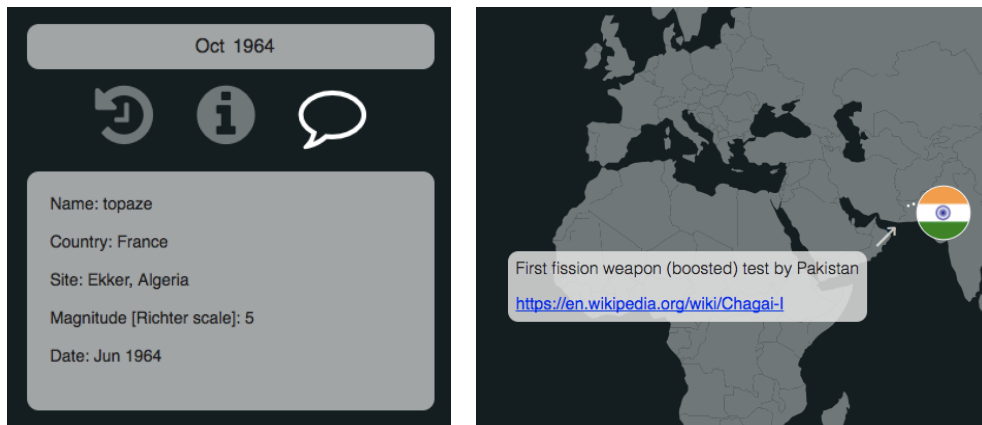 Oct 1964
Name: topaze
Country: France
Site: Ekker, Algeria
Magnitude [Richter scale]: 5
Date: Jun 1964
First fission weapon (boosted) test by Pakistan
https://en.wikipedia.org/wiki/Chagai-I